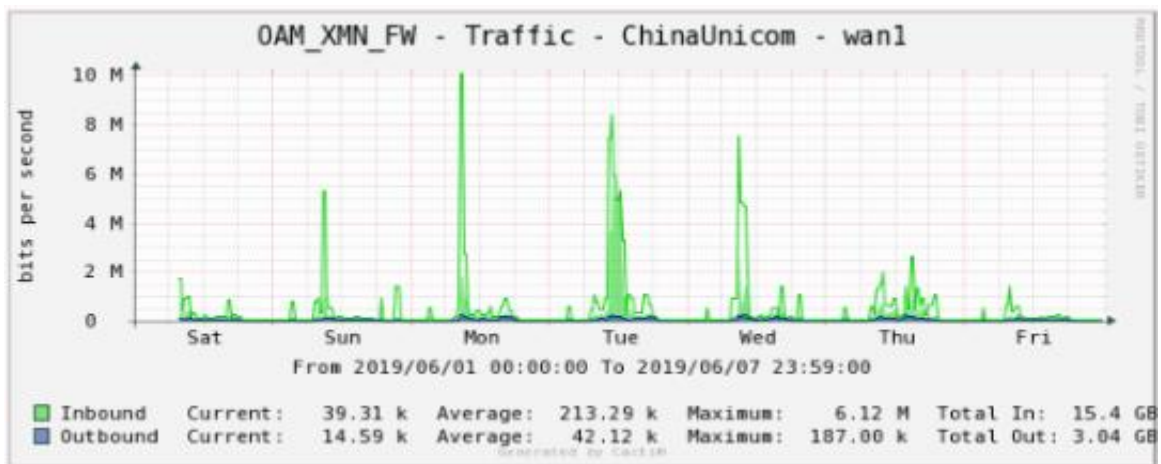 OAM_XMN_FW - Traffic - ChinaUnicom - wan1
10 M
8 M
6 M
4 M
2 M
0
bits per second
Sat Sun Mon Tue Wed Thu Fri
From 2019/06/01 00:00:00 To 2019/06/07 23:59:00
Inbound Current: 39.31 k Average: 213.29 k Maximum: 6.12 M Total In: 15.4 GB
Outbound Current: 14.59 k Average: 42.12 k Maximum: 187.00 k Total Out: 3.04 GB
Generated by Cacti®
RRDTOOL / TOBI OETIKER